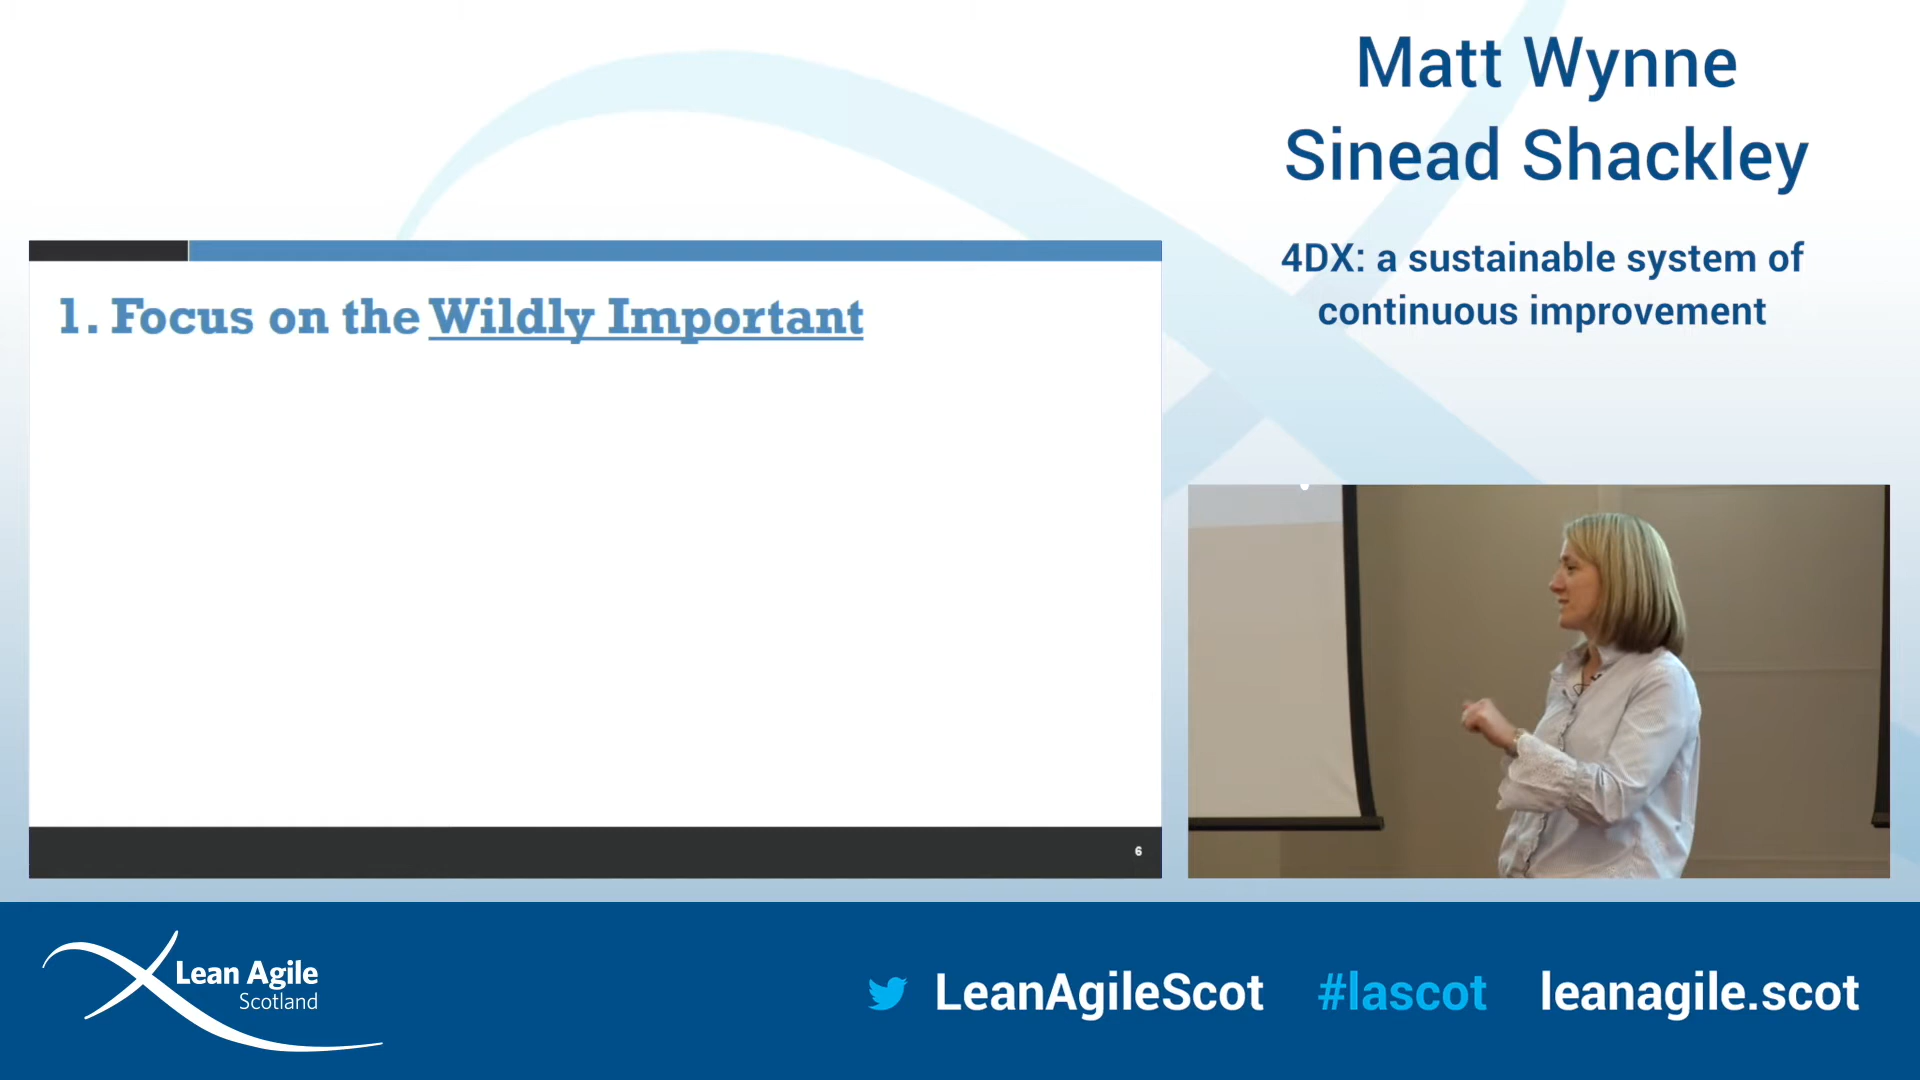 Matt Wynne
Sinead Shackley
4DX: a sustainable system of
continuous improvement
1. Focus on the Wildly Important
6
Lean Agile
Scotland
LeanAgileScot #lascot leanagile.scot